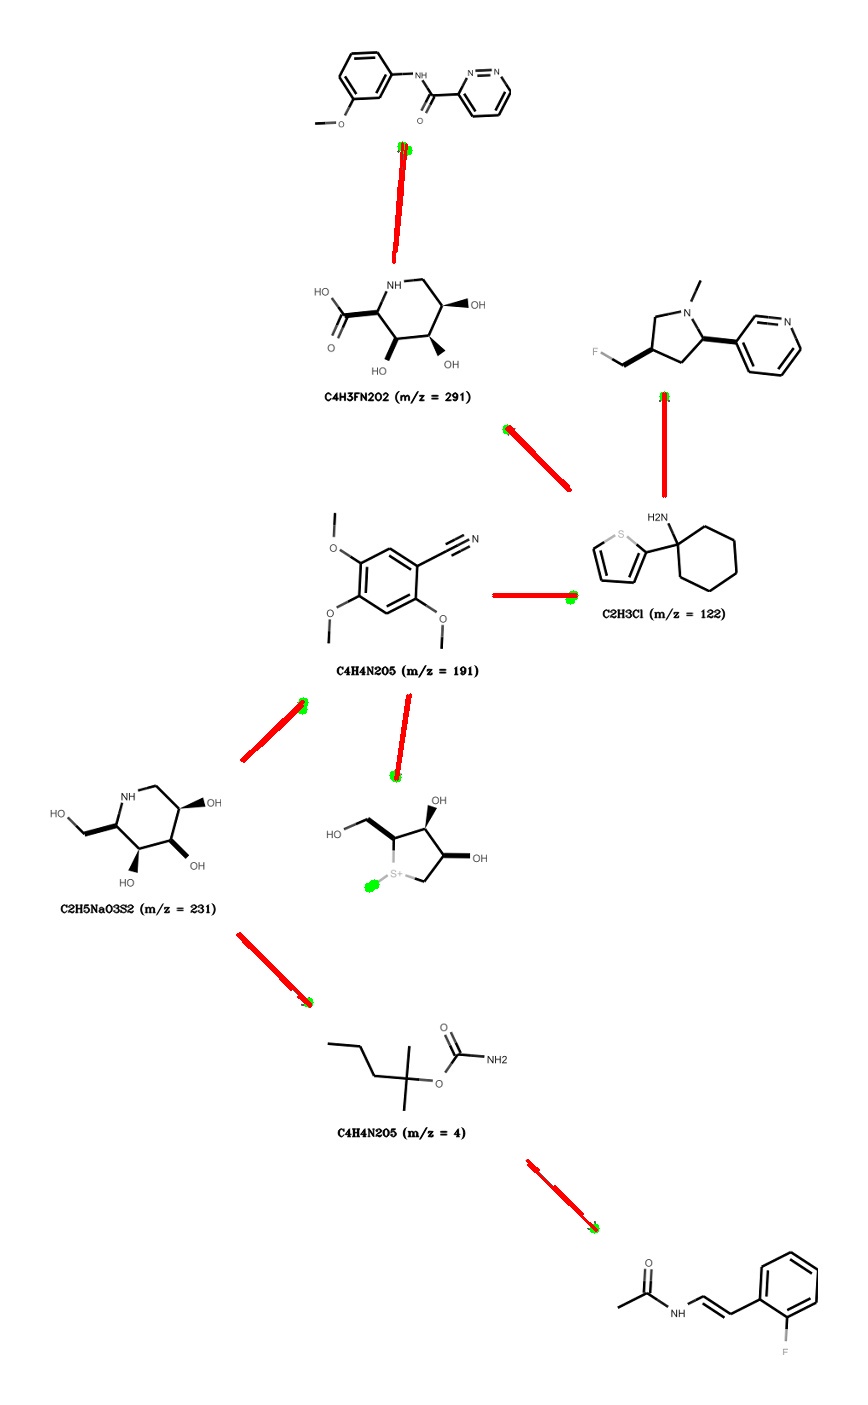 NH
N
N
O
O
HO
NH
OH
O
HO
OH
C4H3FN2O2 (m/z = 291)
N
N
F
H2N
S
N
O
O
O
C2H3Cl (m/z = 122)
C4H4N2O5 (m/z = 191)
HO
NH
OH
OH
HO
OH
HO
OH
S+
C2H5NaO3S2 (m/z = 231)
O
NH2
O
C4H4N2O5 (m/z = 4)
O
NH
F